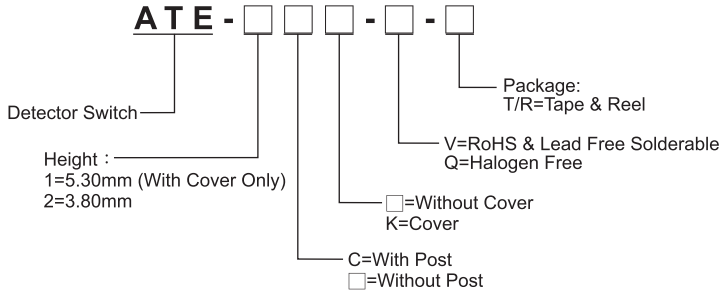 ATE-□□□-□-□
Package:
T/R=Tape & Reel
Detector Switch
V=RoHS & Lead Free Solderable
Q=Halogen Free
Height：
1=5.30mm (With Cover Only)
2=3.80mm
□=Without Cover
K=Cover
C=With Post
□=Without Post